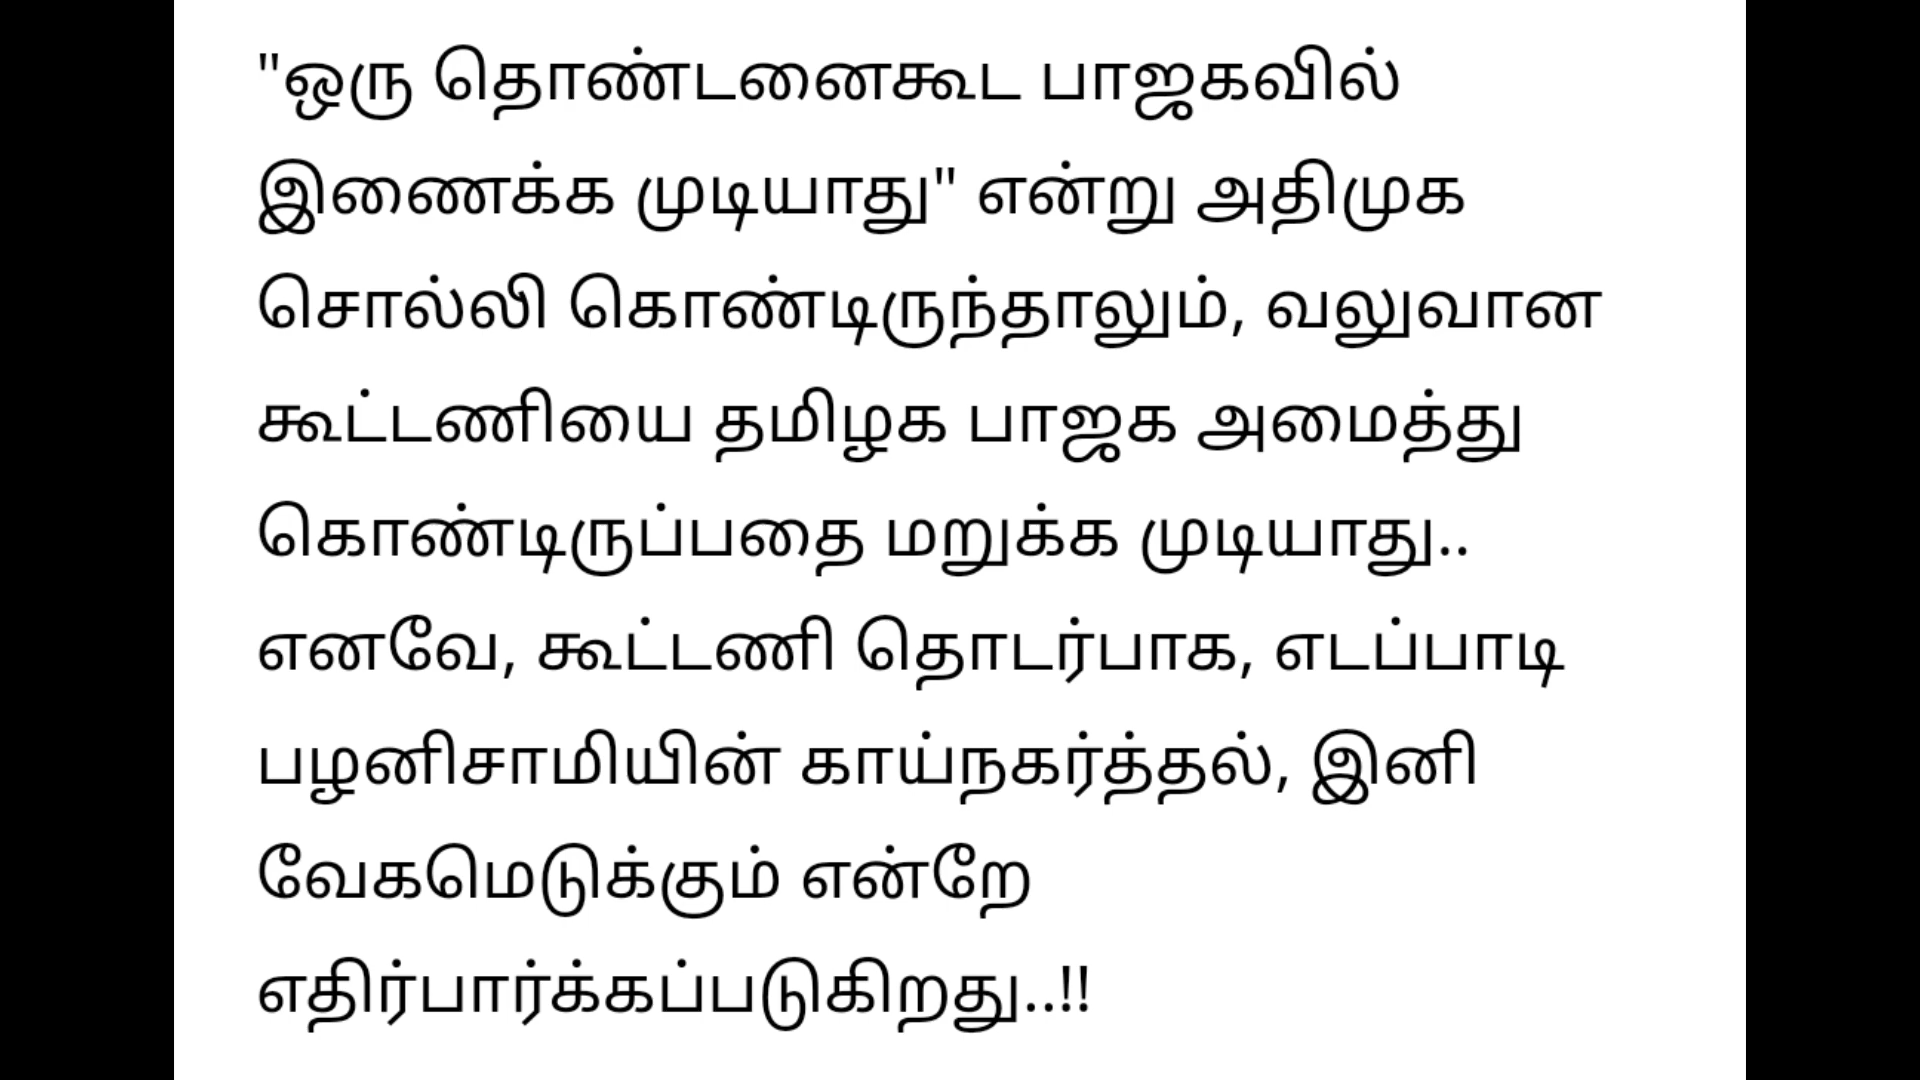 "ஒரு தொண்டனைகூட பாஜகவில்
இணைக்க முடியாது" என்று அதிமுக
சொல்லி கொண்டிருந்தாலும், வலுவான
கூட்டணியை தமிழக பாஜக அமைத்து
கொண்டிருப்பதை மறுக்க முடியாது..
எனவே, கூட்டணி தொடர்பாக, எடப்பாடி
பழனிசாமியின் காய்நகர்த்தல், இனி
வேகமெடுக்கும் என்றே
எதிர்பார்க்கப்படுகிறது..!!